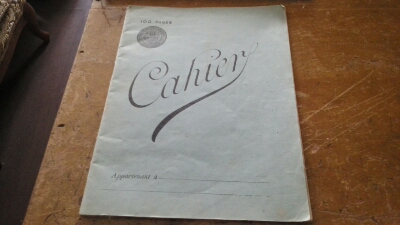 100 PAGES
Cahier
Appartenant à